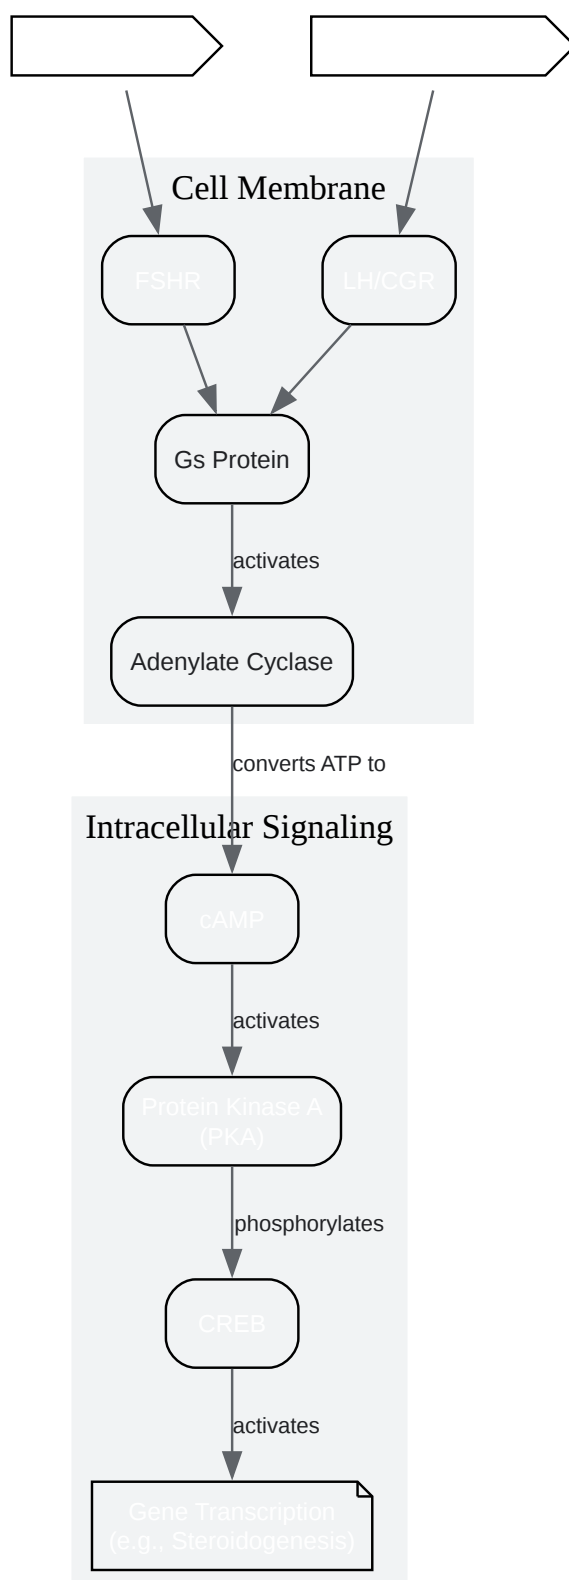 Cell Membrane
FSHR
LH/CGR
Gs Protein
activates
Adenylate Cyclase
converts ATP to
Intracellular Signaling
cAMP
activates
Protein Kinase A
(PKA)
phosphorylates
CREB
activates
Gene Transcription
(e.g., Steroidogenesis)